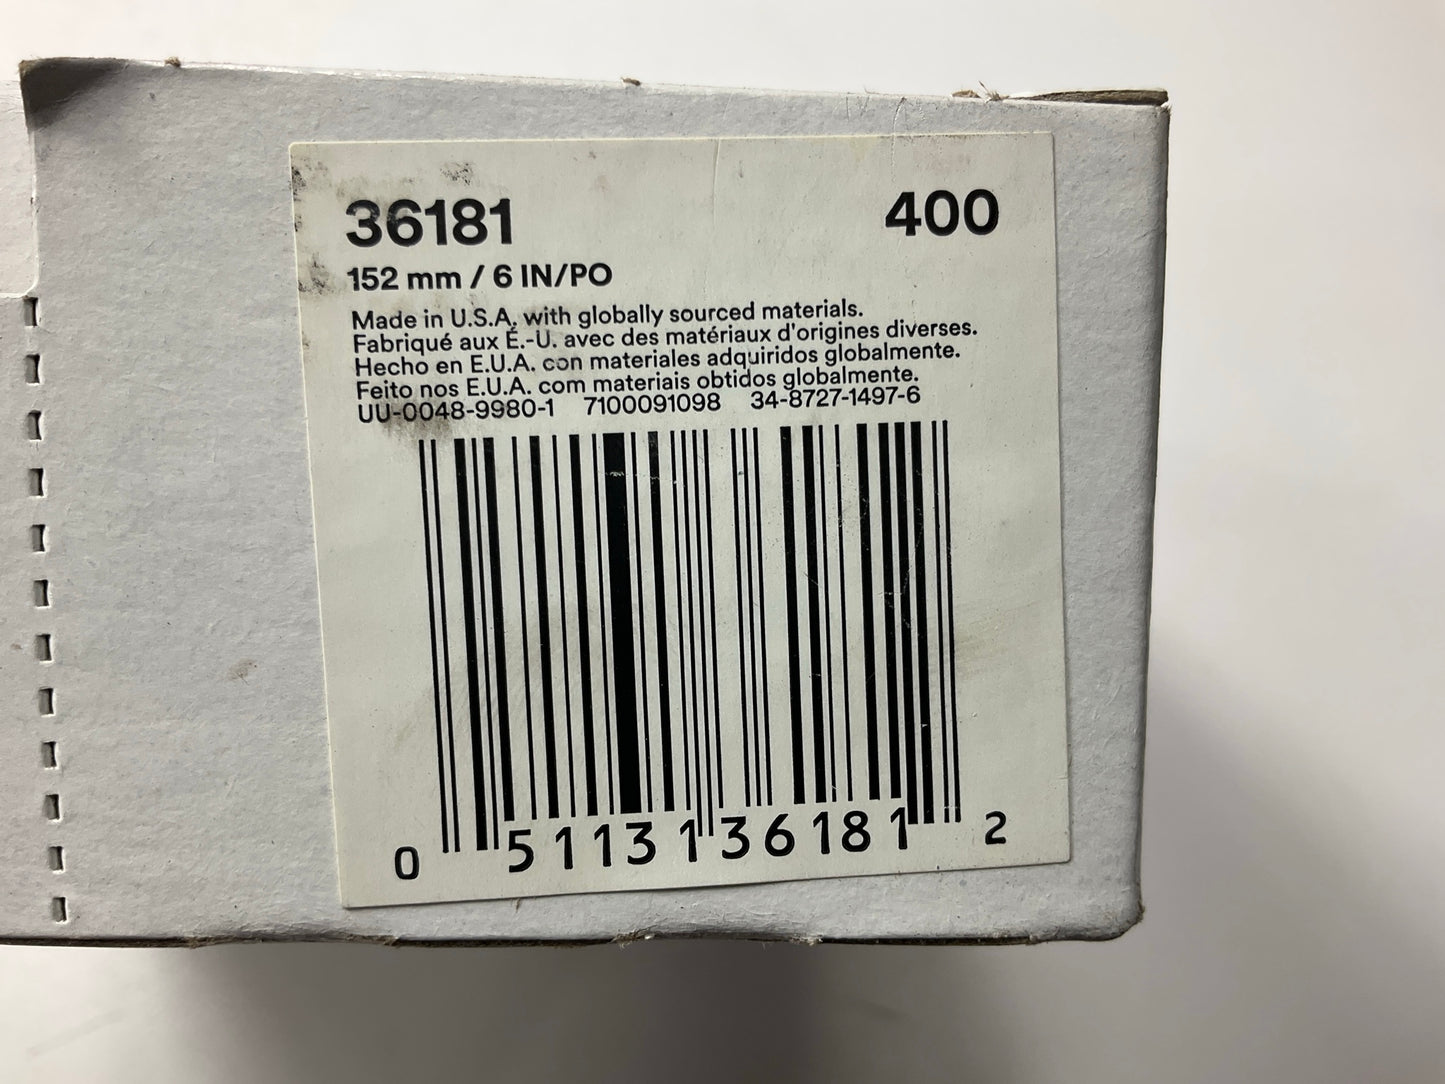 36181 400
152 mm / 6 IN/PO
Made in U.S.A. with globally sourced materials.
Fabriqué aux É.-U. avec des matériaux d'origines diverses.
Hecho en E.U.A. con materiales adquiridos globalmente.
Feito nos E.U.A. com materiais obtidos globalmente.
UU-0048-9980-1 7100091098 34-8727-1497-6
0 51131 36181 2